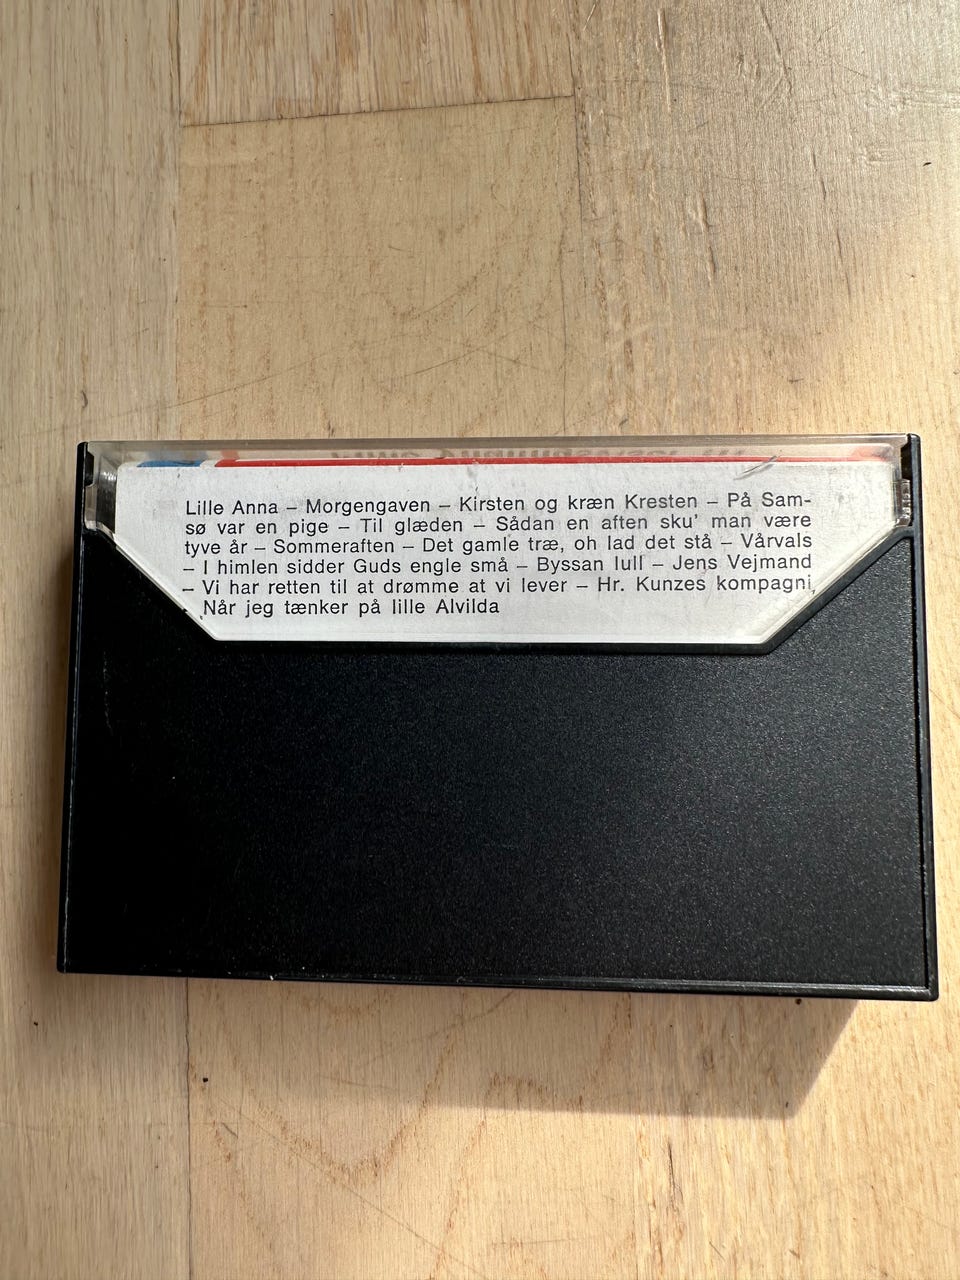 Lille Anna – Morgengaven – Kirsten og kræn Kresten – På Sam-
sø var en pige – Til glæden – Sådan en aften sku' man være
tyve år – Sommeraften – Det gamle træ, oh lad det stå – Vårvals
– I himlen sidder Guds engle små – Byssan lull – Jens Vejmand
– Vi har retten til at drømme at vi lever – Hr. Kunzes kompagni,
Når jeg tænker på lille Alvilda